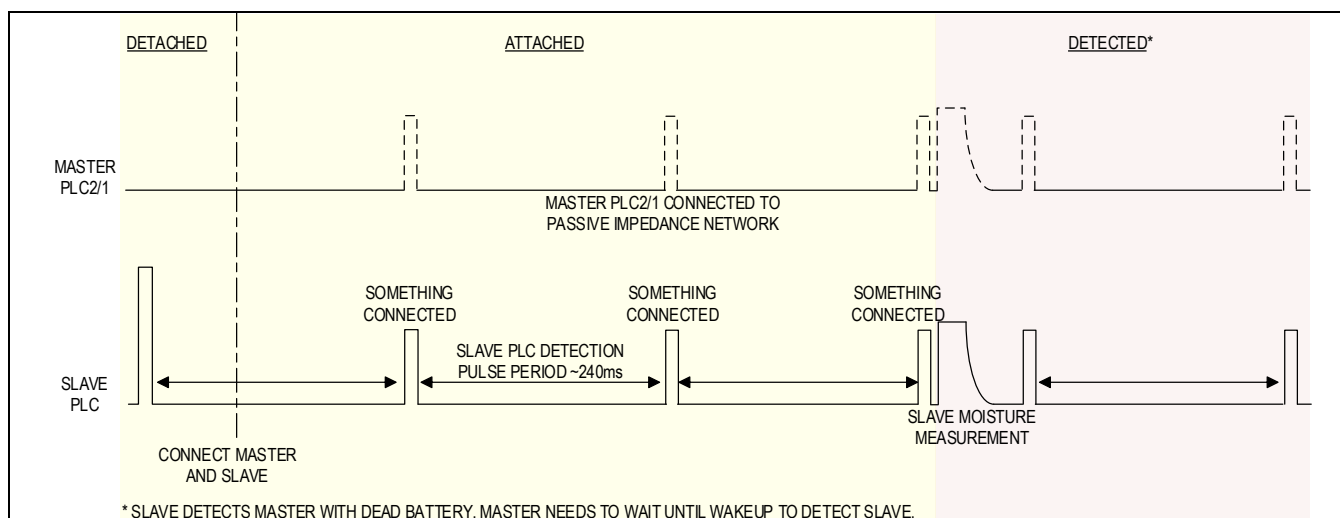 DETACHED
ATTACHED
DETECTED*
MASTER
PLC2/1
MASTER PLC2/1 CONNECTED TO
PASSIVE IMPEDANCE NETWORK
SOMETHING
CONNECTED
SOMETHING
CONNECTED
SOMETHING
CONNECTED
SLAVE PLC DETECTION
PULSE PERIOD ~240ms
SLAVE
PLC
SLAVE MOISTURE
MEASUREMENT
CONNECT MASTER
AND SLAVE
* SLAVE DETECTS MASTER WITH DEAD BATTERY. MASTER NEEDS TO WAIT UNTIL WAKEUP TO DETECT SLAVE.